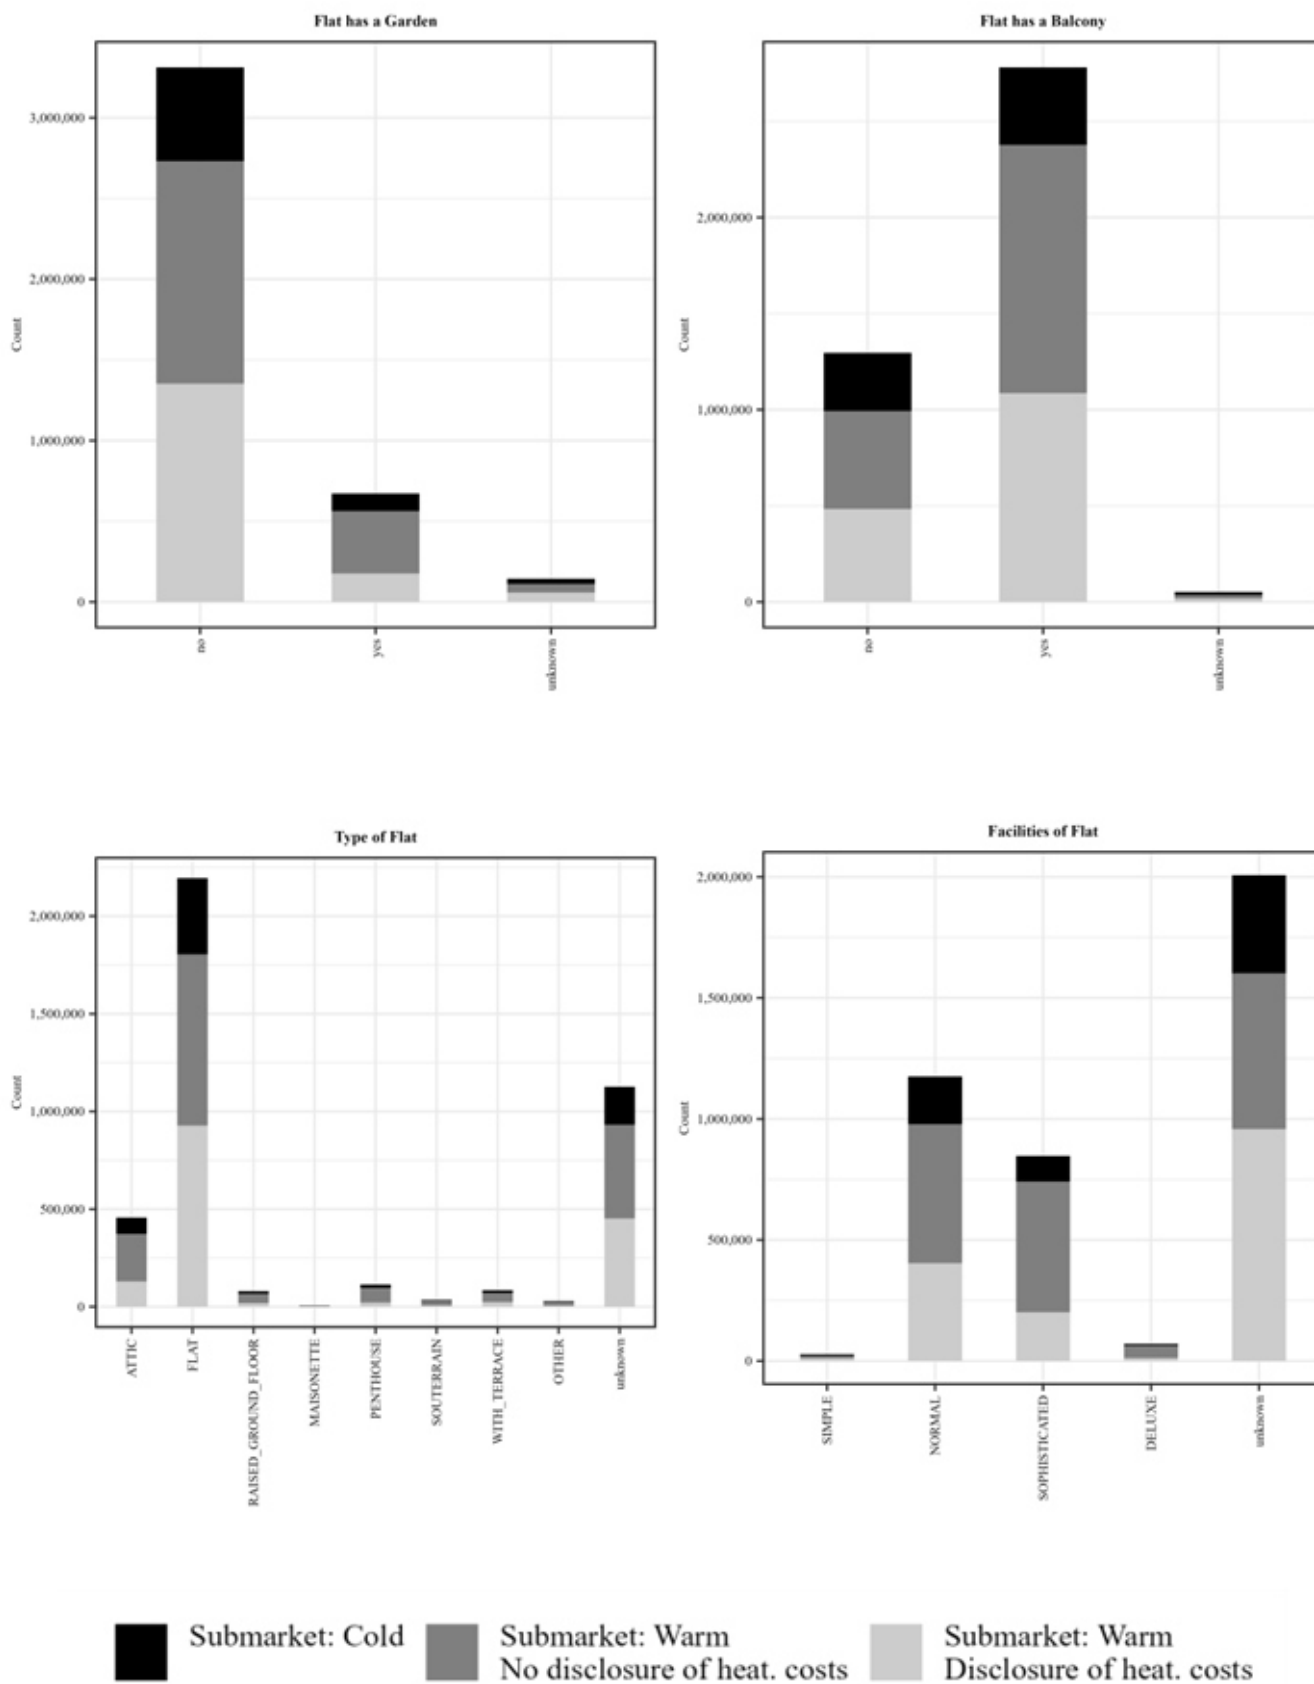 Flat has a Garden
Count
3,000,000
2,000,000
1,000,000
0
no
yes
unknown
Flat has a Balcony
Count
2,000,000
1,000,000
0
no
yes
unknown
Type of Flat
Count
2,000,000
1,500,000
1,000,000
500,000
0
ATTIC
FLAT
RAISED_GROUND_FLOOR
MAISONETTE
PENTHOUSE
SOUTERRAIN
WITH_TERRACE
OTHER
unknown
Facilities of Flat
Count
2,000,000
1,500,000
1,000,000
500,000
0
SIMPLE
NORMAL
SOPHISTICATED
DELUXE
unknown
Submarket: Cold
Submarket: Warm
No disclosure of heat. costs
Submarket: Warm
Disclosure of heat. costs